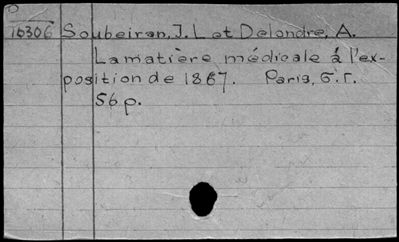 O
16306 Soubeiran, J. L et Delondre, A.
La matière médicale á l'ex-
position de 1867. Paris,
56 p.